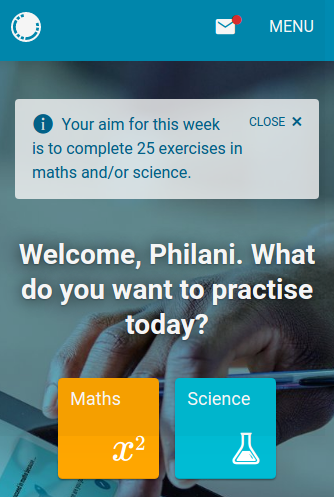 MENU
Your aim for this week
CLOSE ×
is to complete 25 exercises in
maths and/or science.
Welcome, Philani. What
do you want to practise
today?
Maths
Science
x²